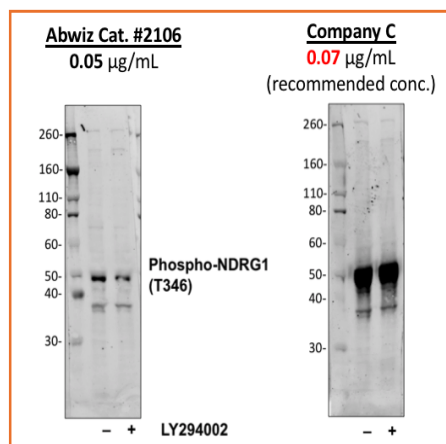 Abwiz Cat. #2106
0.05 µg/mL
260-
160-
110-
80-
60-
50-
40-
30-
Phospho-NDRG1
(T346)
– +
LY294002
Company C
0.07 µg/mL
(recommended conc.)
260-
160-
110-
80-
60-
50-
40-
30-
– +